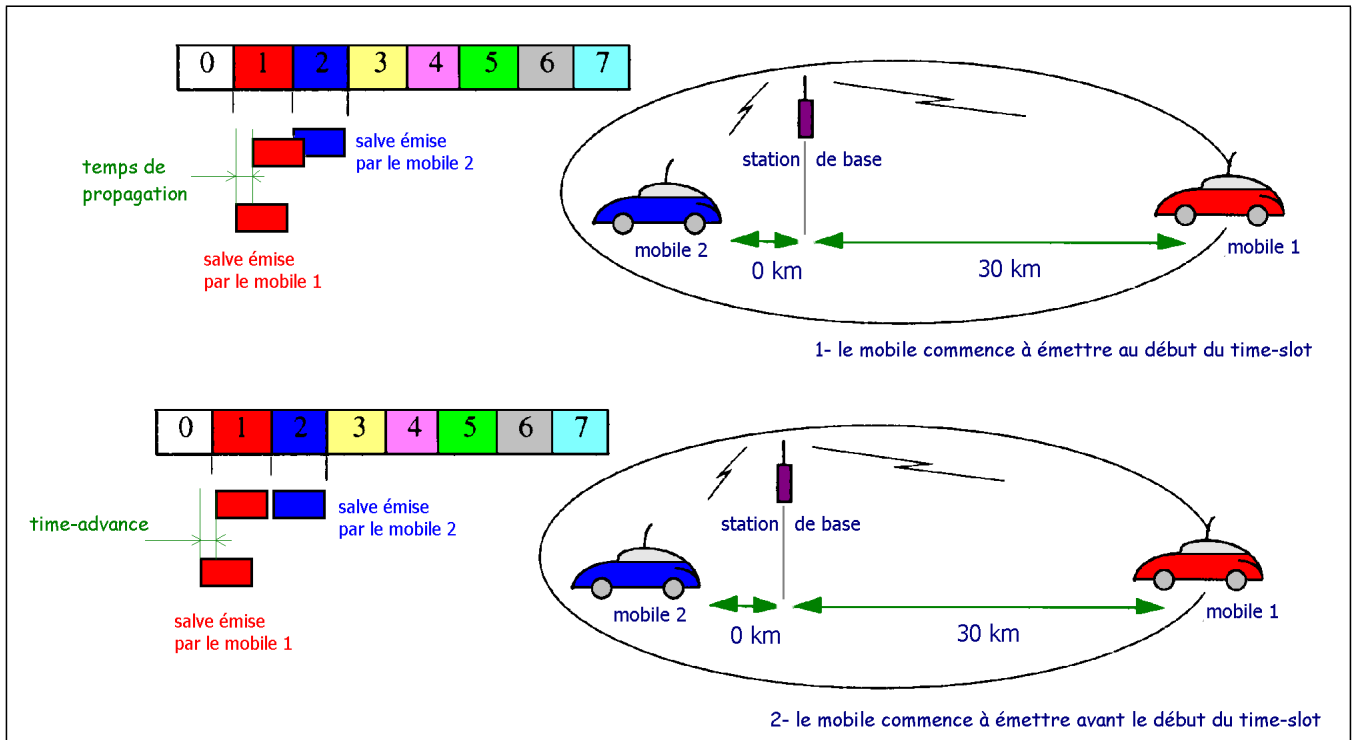 0 1 2 3 4 5 6 7
salve émise
par le mobile 2
temps de
propagation
salve émise
par le mobile 1
station de base
mobile 2
0 km
30 km
mobile 1
1- le mobile commence à émettre au début du time-slot
0 1 2 3 4 5 6 7
salve émise
par le mobile 2
time-advance
salve émise
par le mobile 1
station de base
mobile 2
0 km
30 km
mobile 1
2- le mobile commence à émettre avant le début du time-slot